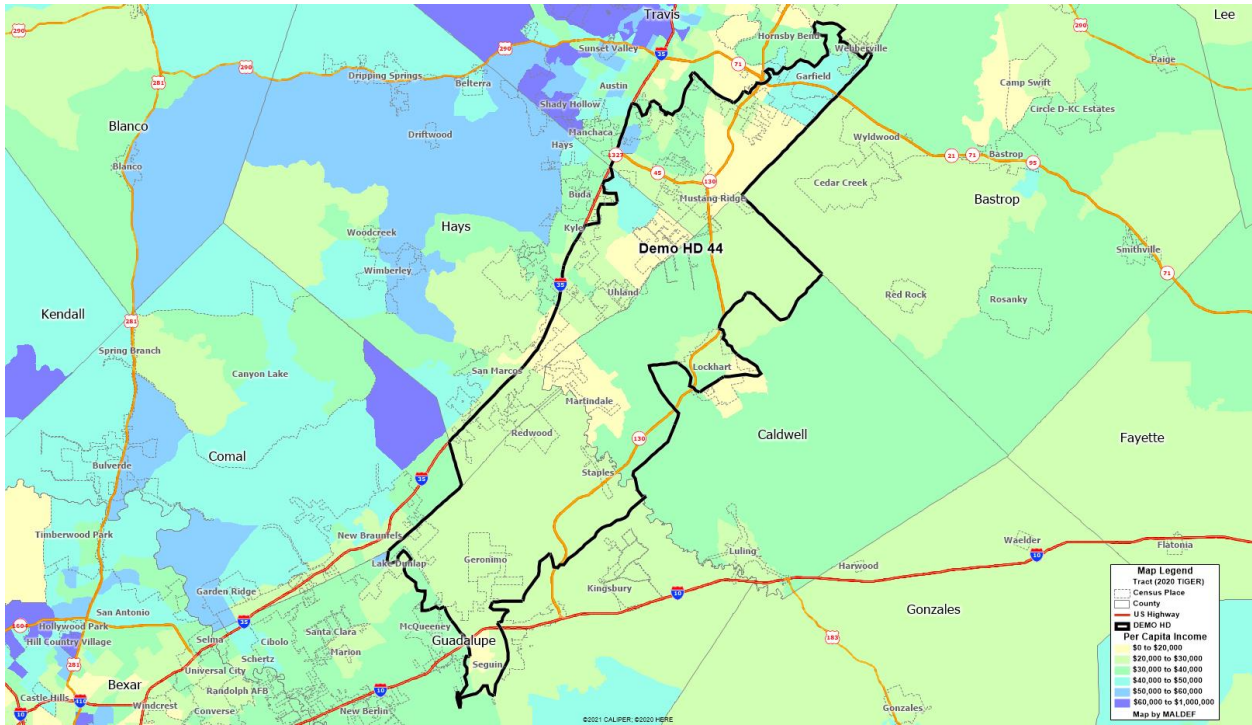 Travis
Lee
290
290
290
290
281
35
71
Sunset Valley
Hornsby Bend
Webberville
Dripping Springs
Belterra
Austin
Garfield
Paige
Camp Swift
Circle D-KC Estates
Shady Hollow
Blanco
Driftwood
Manchaca
Hays
Wyldwood
Blanco
1327
45
130
21
71
Bastrop
95
Buda
Mustang Ridge
Cedar Creek
Bastrop
Hays
Kyle
Woodcreek
Demo HD 44
Smithville
Wimberley
71
35
Uhland
Red Rock
Rosanky
Kendall
281
Spring Branch
Canyon Lake
San Marcos
Lockhart
Martindale
Redwood
130
Caldwell
Fayette
Comal
Bulverde
Staples
35
Timberwood Park
New Braunfels
Luling
Waelder
Flatonia
Lake Dunlap
Geronimo
Harwood
10
Garden Ridge
Kingsbury
10
San Antonio
1604
Hollywood Park
35
McQueeney
Gonzales
Hill Country Village
Selma
Cibolo
Santa Clara
Guadalupe
183
281
Schertz
Marion
Seguin
Universal City
Bexar
Randolph AFB
10
Castle Hills
410
Windcrest
Converse
New Berlin
Gonzales
10
Map Legend
Tract (2020 TIGER)
Census Place
County
US Highway
DEMO HD
Per Capita Income
$0 to $20,000
$20,000 to $30,000
$30,000 to $40,000
$40,000 to $50,000
$50,000 to $60,000
$60,000 to $1,000,000
Map by MALDEF
©2021 CALIPER; ©2020 HERE